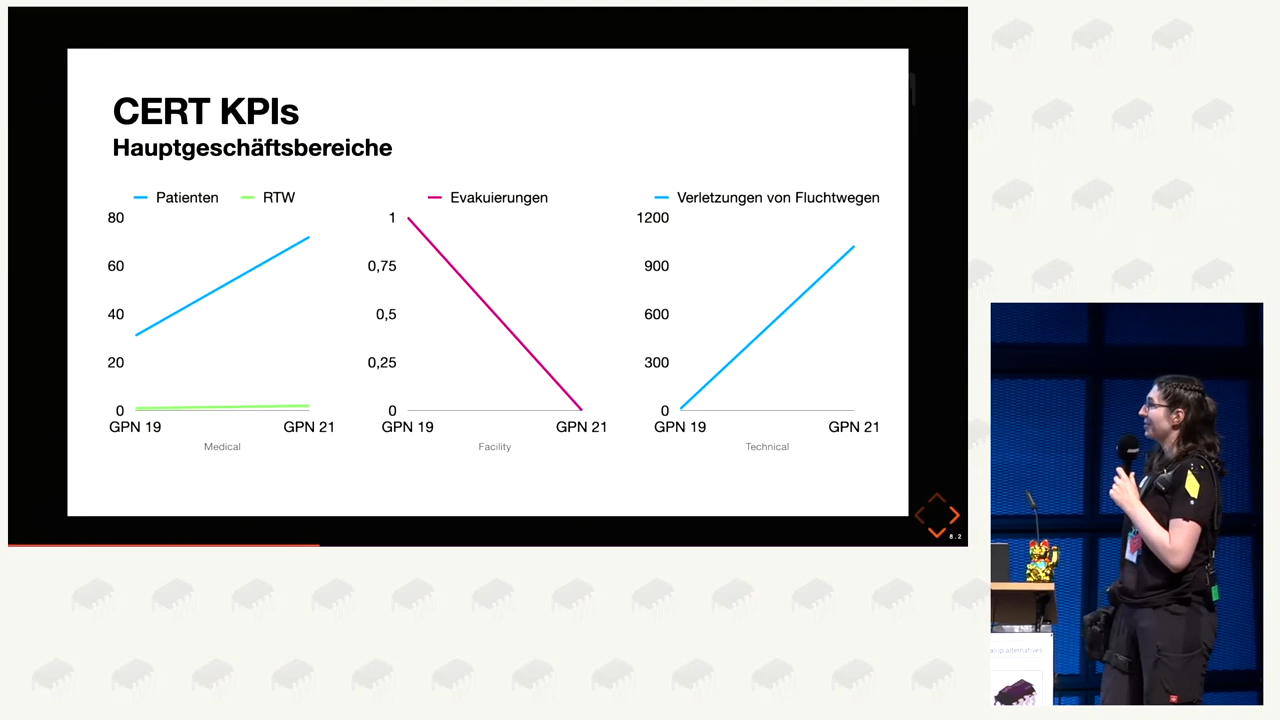 CERT KPIs
Hauptgeschäftsbereiche
Patienten RTW
80
60
40
20
0
GPN 19 GPN 21
Medical
Evakuierungen
1
0,75
0,5
0,25
0
GPN 19 GPN 21
Facility
Verletzungen von Fluchtwegen
1200
900
600
300
0
GPN 19 GPN 21
Technical
8.2
alternatives